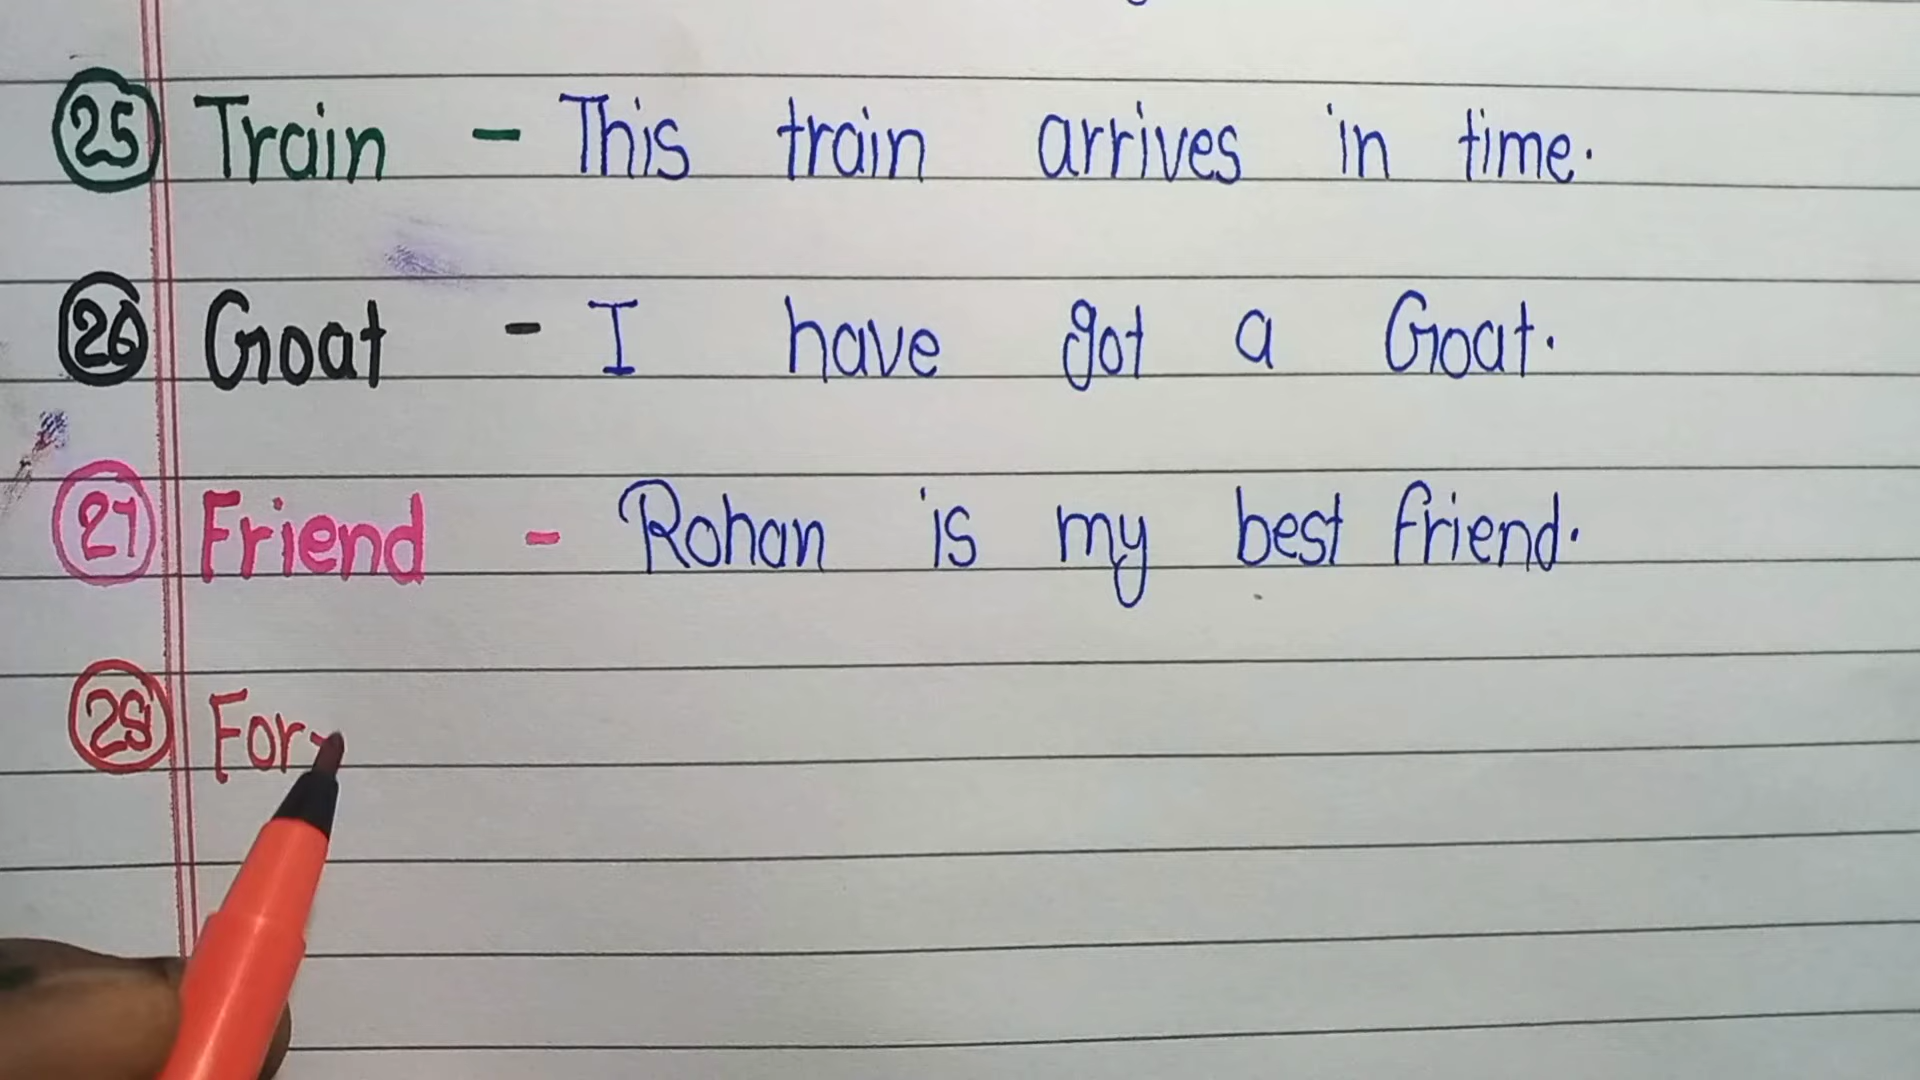 25 Train - This train arrives in time.
26 Goat - I have got a Goat.
27 Friend - Rohan is my best friend.
28 For